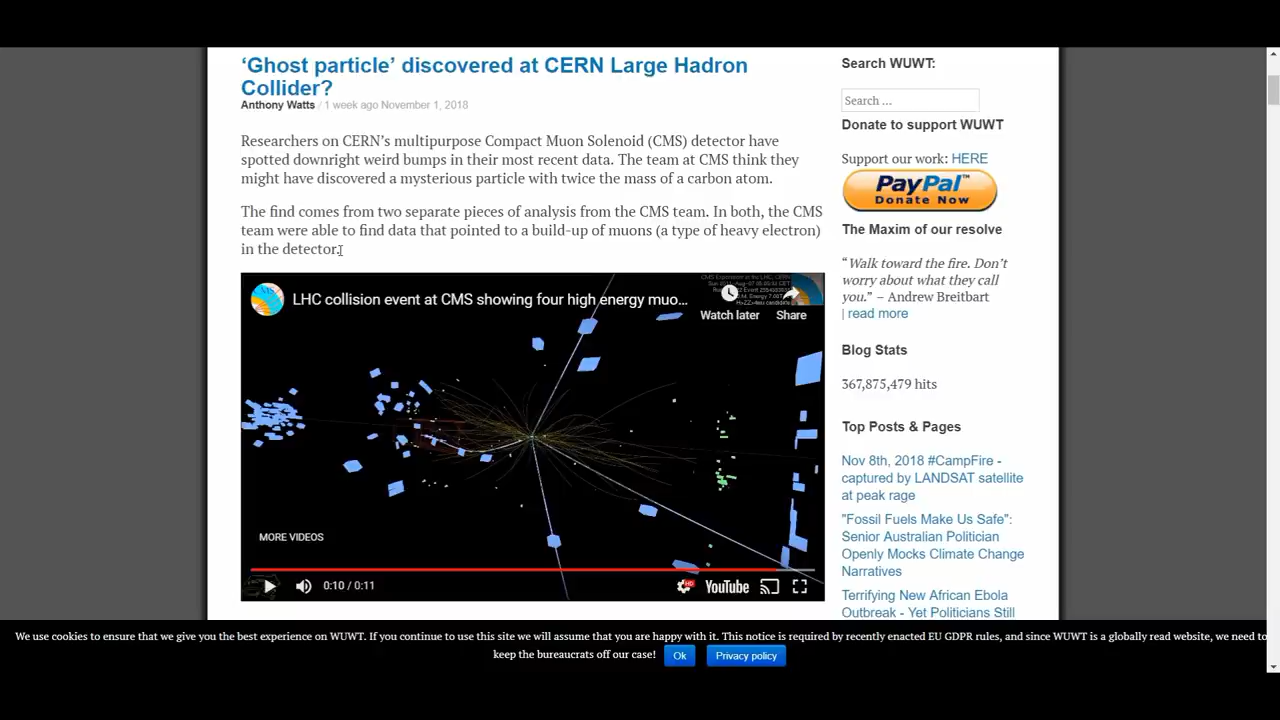 ‘Ghost particle’ discovered at CERN Large Hadron
Collider?
Anthony Watts / 1 week ago November 1, 2018
Researchers on CERN’s multipurpose Compact Muon Solenoid (CMS) detector have
spotted downright weird bumps in their most recent data. The team at CMS think they
might have discovered a mysterious particle with twice the mass of a carbon atom.
The find comes from two separate pieces of analysis from the CMS team. In both, the CMS
team were able to find data that pointed to a build-up of muons (a type of heavy electron)
in the detector.
LHC collision event at CMS showing four high energy muo...
Watch later
Share
MORE VIDEOS
0:10 / 0:11
HD
YouTube
Search WUWT:
Search ...
Donate to support WUWT
Support our work: HERE
PayPal™
Donate Now
The Maxim of our resolve
“Walk toward the fire. Don’t
worry about what they call
you.” – Andrew Breitbart
| read more
Blog Stats
367,875,479 hits
Top Posts & Pages
Nov 8th, 2018 #CampFire -
captured by LANDSAT satellite
at peak rage
"Fossil Fuels Make Us Safe":
Senior Australian Politician
Openly Mocks Climate Change
Narratives
Terrifying New African Ebola
Outbreak - Yet Politicians Still
We use cookies to ensure that we give you the best experience on WUWT. If you continue to use this site we will assume that you are happy with it. This notice is required by recently enacted EU GDPR rules, and since WUWT is a globally read website, we need to
keep the bureaucrats off our case!
Ok
Privacy policy